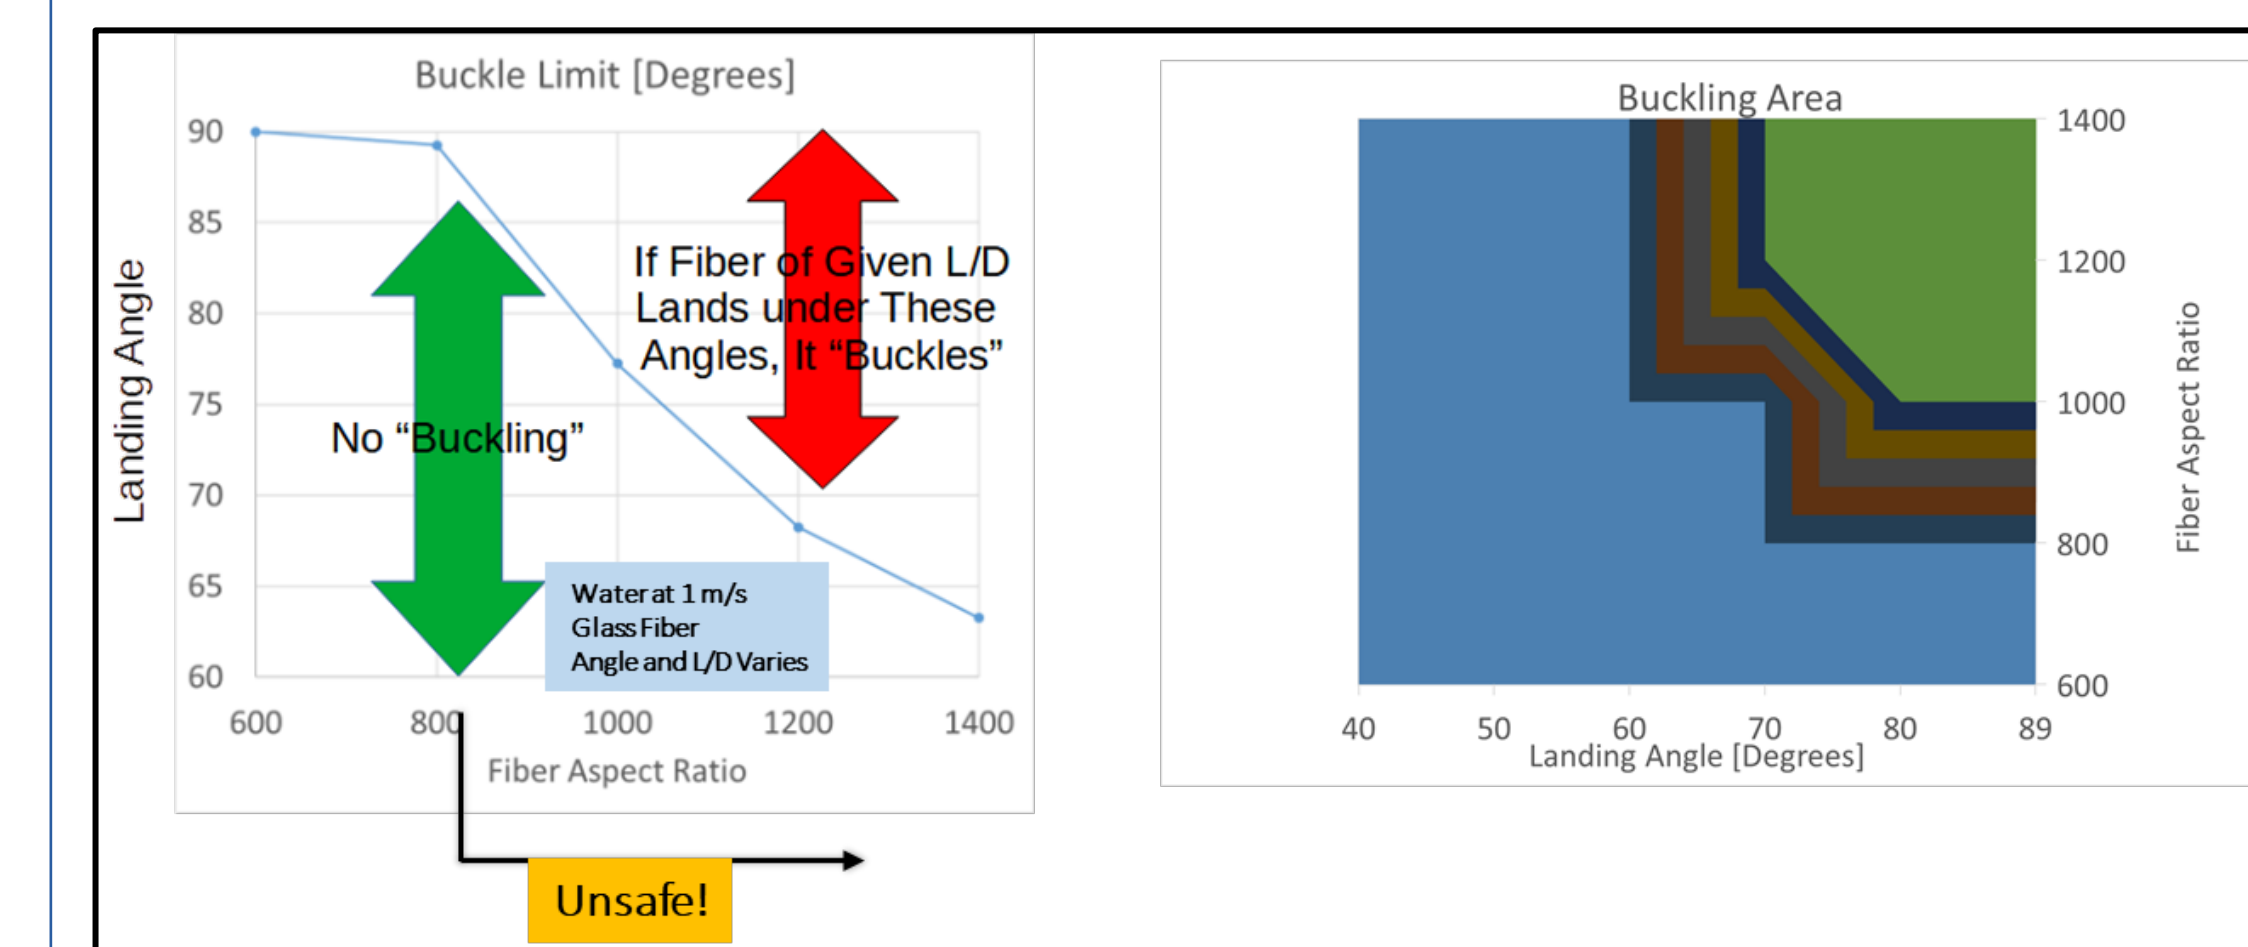 Buckle Limit [Degrees]
90
85
80
75
70
65
60
Landing Angle
If Fiber of Given L/D
Lands under These
Angles, It “Buckles”
No “Buckling”
Water at 1 m/s
Glass Fiber
Angle and L/D Varies
600 800 1000 1200 1400
Fiber Aspect Ratio
Unsafe!
Buckling Area
1400
1200
1000
800
600
Fiber Aspect Ratio
40 50 60 70 80 89
Landing Angle [Degrees]